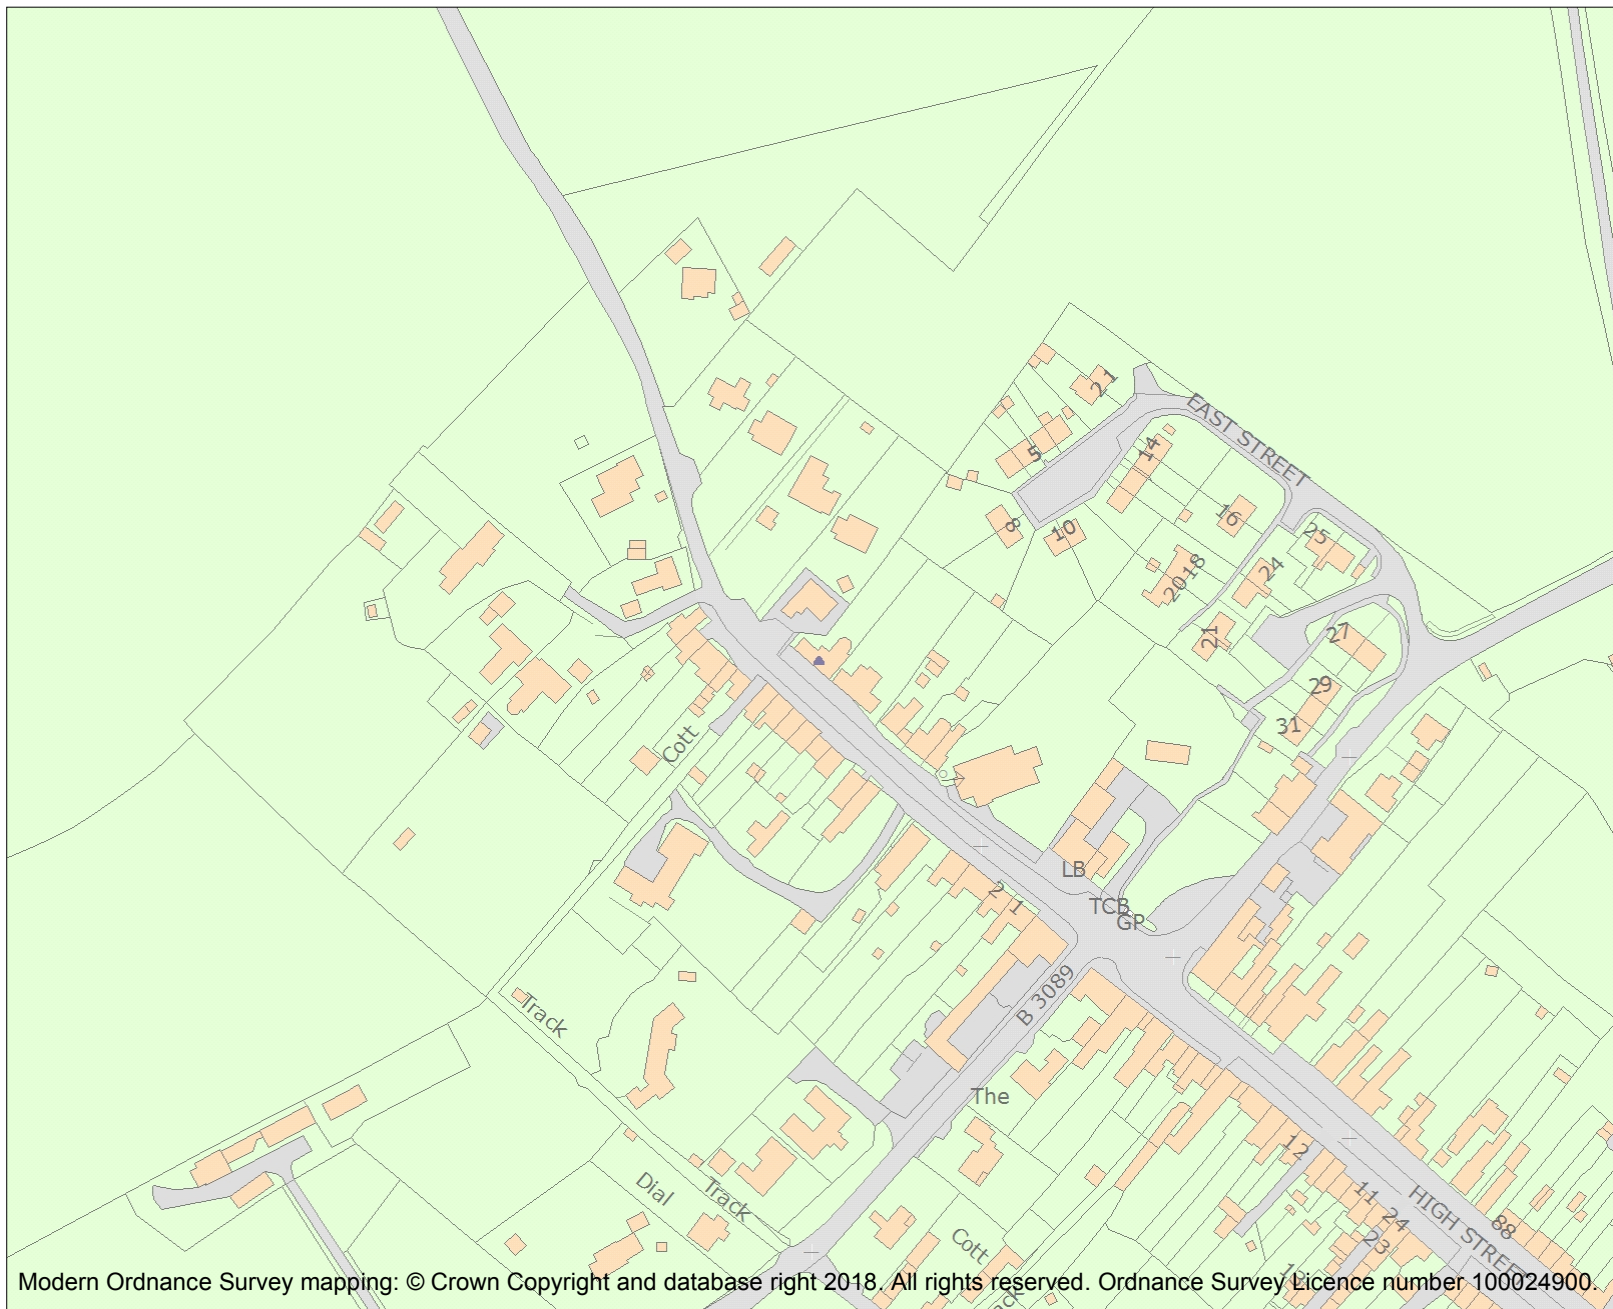 21
EAST STREET
5
14
8
10
16
25
24
2018
21
27
29
31
Cott
LB
TCB
GP
2 1
B 3089
Track
The
12
Dial
Track
11
24
HIGH STREET
88
23
Cott
Modern Ordnance Survey mapping: © Crown Copyright and database right 2018. All rights reserved. Ordnance Survey Licence number 100024900.